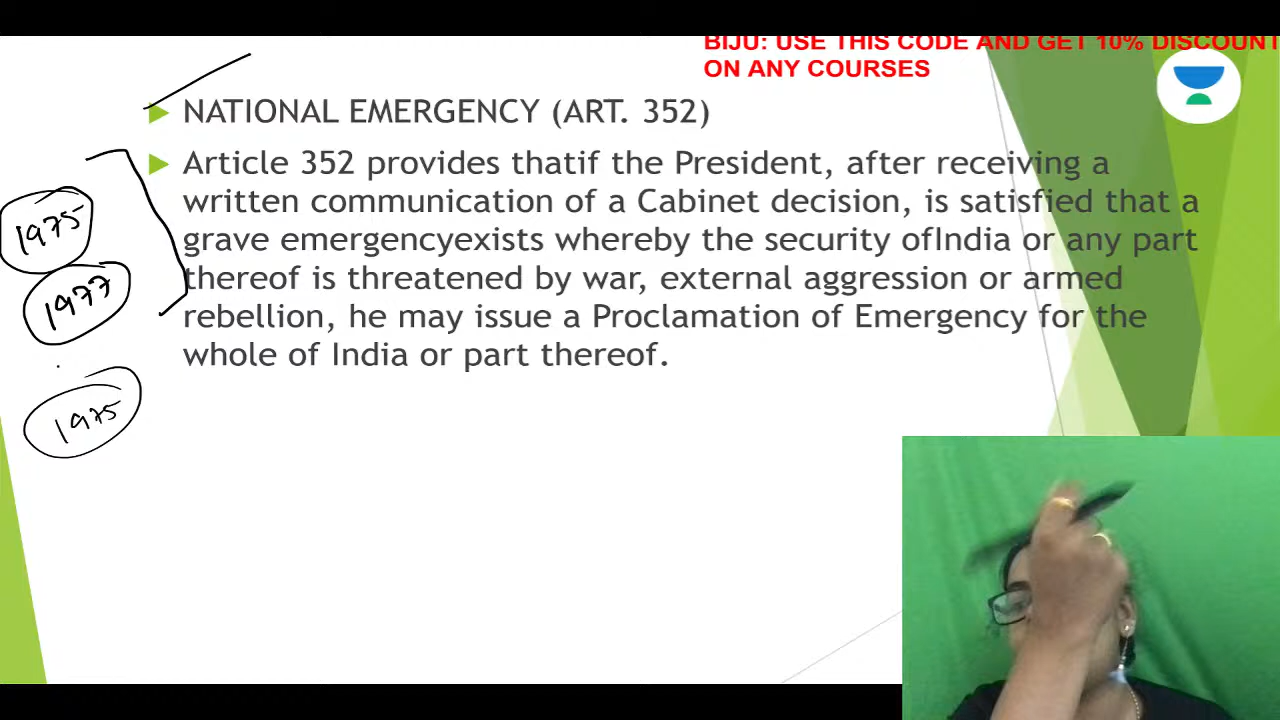 BIJU: USE THIS CODE AND GET 10% DISCOUNT
ON ANY COURSES
NATIONAL EMERGENCY (ART. 352)
Article 352 provides thatif the President, after receiving a
written communication of a Cabinet decision, is satisfied that a
grave emergencyexists whereby the security ofIndia or any part
thereof is threatened by war, external aggression or armed
rebellion, he may issue a Proclamation of Emergency for the
whole of India or part thereof.
1975
1977
1975